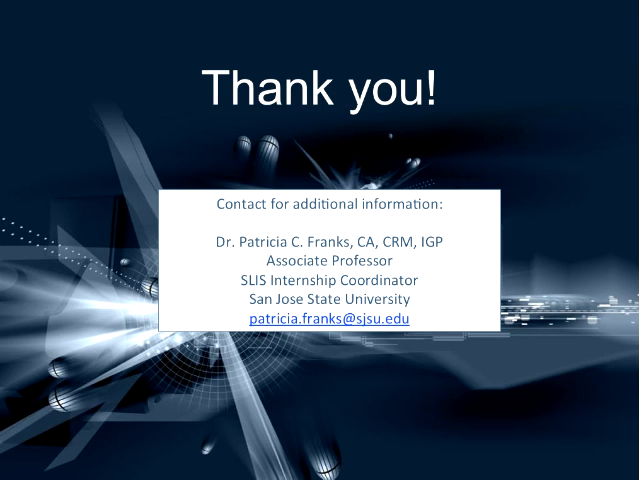 Thank you!
Contact for additional information:
Dr. Patricia C. Franks, CA, CRM, IGP
Associate Professor
SLIS Internship Coordinator
San Jose State University
patricia.franks@sjsu.edu